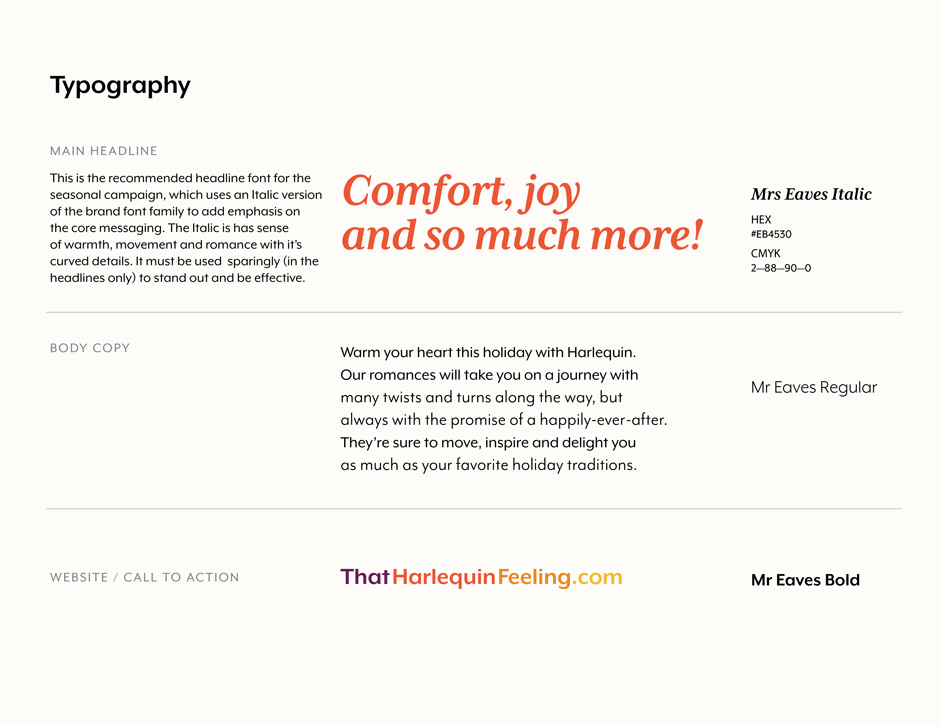 Typography
MAIN HEADLINE
This is the recommended headline font for the
seasonal campaign, which uses an Italic version
of the brand font family to add emphasis on
the core messaging. The Italic is has sense
of warmth, movement and romance with it's
curved details. It must be used  sparingly (in the
headlines only) to stand out and be effective.
Comfort, joy
and so much more!
Mrs Eaves Italic
HEX
#EB4530
CMYK
2—88—90—0
BODY COPY
Warm your heart this holiday with Harlequin.
Our romances will take you on a journey with
many twists and turns along the way, but
always with the promise of a happily-ever-after.
They're sure to move, inspire and delight you
as much as your favorite holiday traditions.
Mr Eaves Regular
WEBSITE / CALL TO ACTION
ThatHarlequinFeeling.com
Mr Eaves Bold